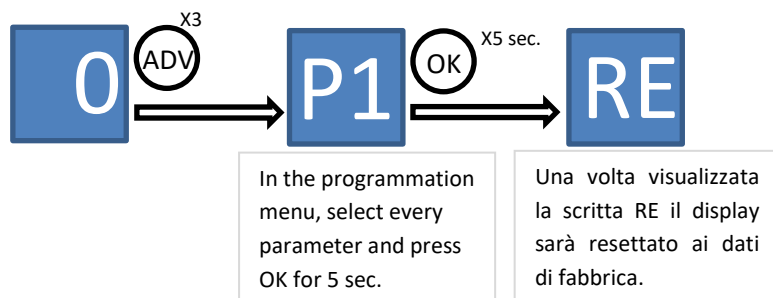 X3
0
ADV
P1
OK
X5 sec.
RE
In the programmation
menu, select every
parameter and press
OK for 5 sec.
Una volta visualizzata
la scritta RE il display
sarà resettato ai dati
di fabbrica.